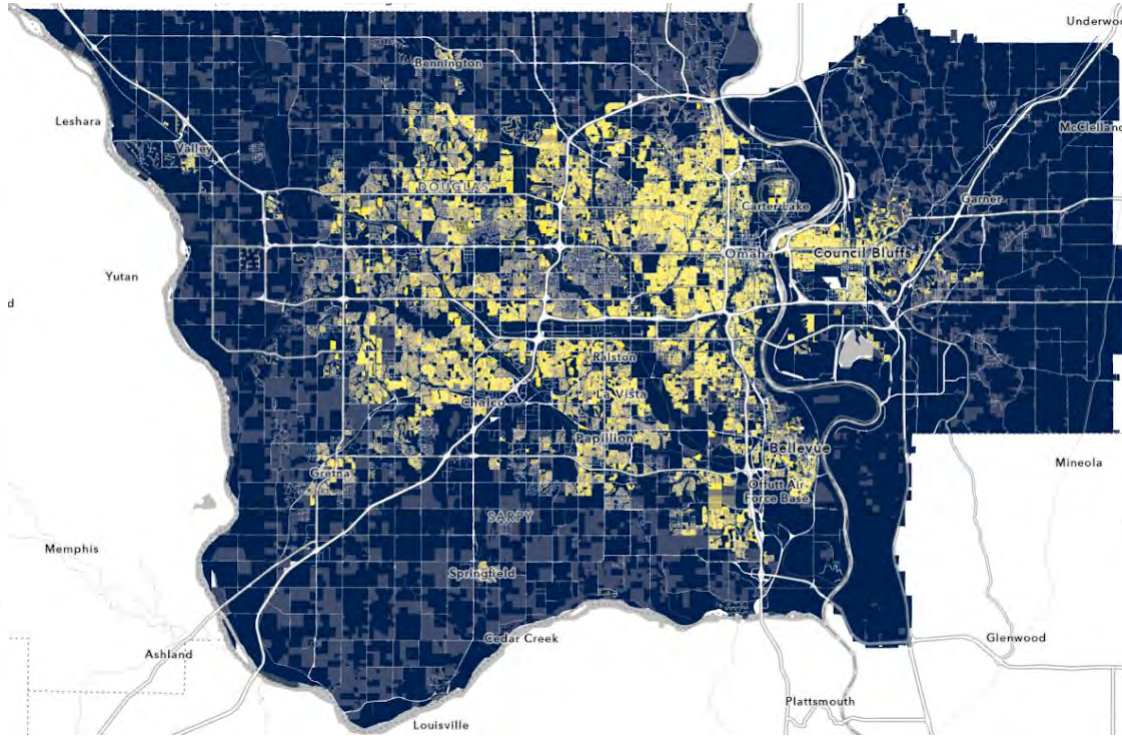 Underwoo
Bennington
Leshara
McClelland
Valley
DOUGLAS
Garner
Carter Lake
Omaha
Council Bluffs
Yutan
d
Ralston
La Vista
Chalco
Papillion
Bellevue
Gretna
Mineola
Offutt Air
Force Base
SARPY
Memphis
Springfield
Cedar Creek
Glenwood
Ashland
Plattsmouth
Louisville